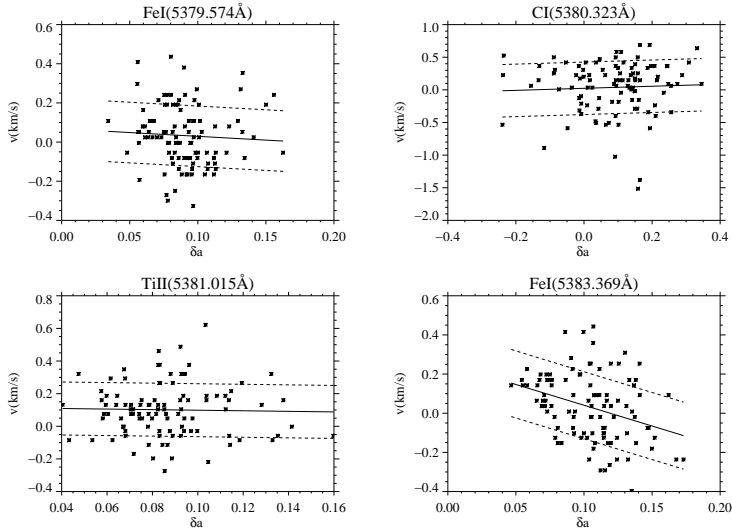 FeI(5379.574Å)
0.6
0.4
0.2
0.0
−0.2
−0.4
v(km/s)
0.00 0.05 0.10 0.15 0.20
δa
CI(5380.323Å)
1.0
0.5
0.0
−0.5
−1.0
−1.5
−2.0
v(km/s)
−0.4 −0.2 0.0 0.2 0.4
δa
TiII(5381.015Å)
0.8
0.6
0.4
0.2
0.0
−0.2
−0.4
v(km/s)
0.04 0.06 0.08 0.10 0.12 0.14 0.16
δa
FeI(5383.369Å)
0.6
0.4
0.2
0.0
−0.2
−0.4
v(km/s)
0.00 0.05 0.10 0.15 0.20
δa